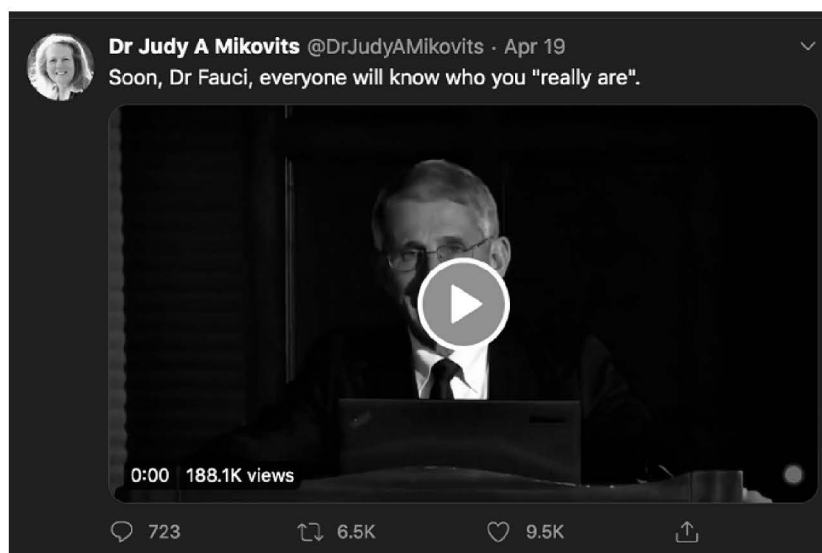 Dr Judy A Mikovits @DrJudyAMikovits · Apr 19
Soon, Dr Fauci, everyone will know who you "really are".
0:00 188.1K views
723 6.5K 9.5K